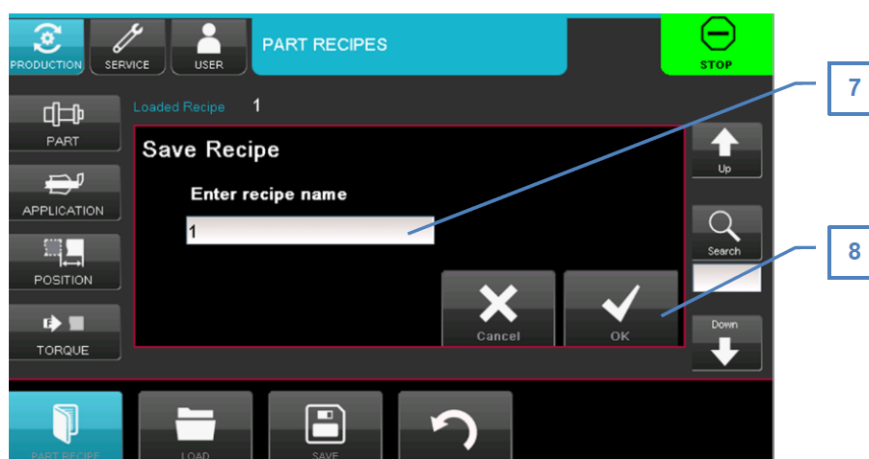 PRODUCTION
SERVICE
USER
PART RECIPES
STOP
7
Loaded Recipe 1
PART
Save Recipe
Up
Enter recipe name
APPLICATION
1
Search
8
POSITION
Cancel
OK
Down
TORQUE
PART RECIPE
LOAD
SAVE